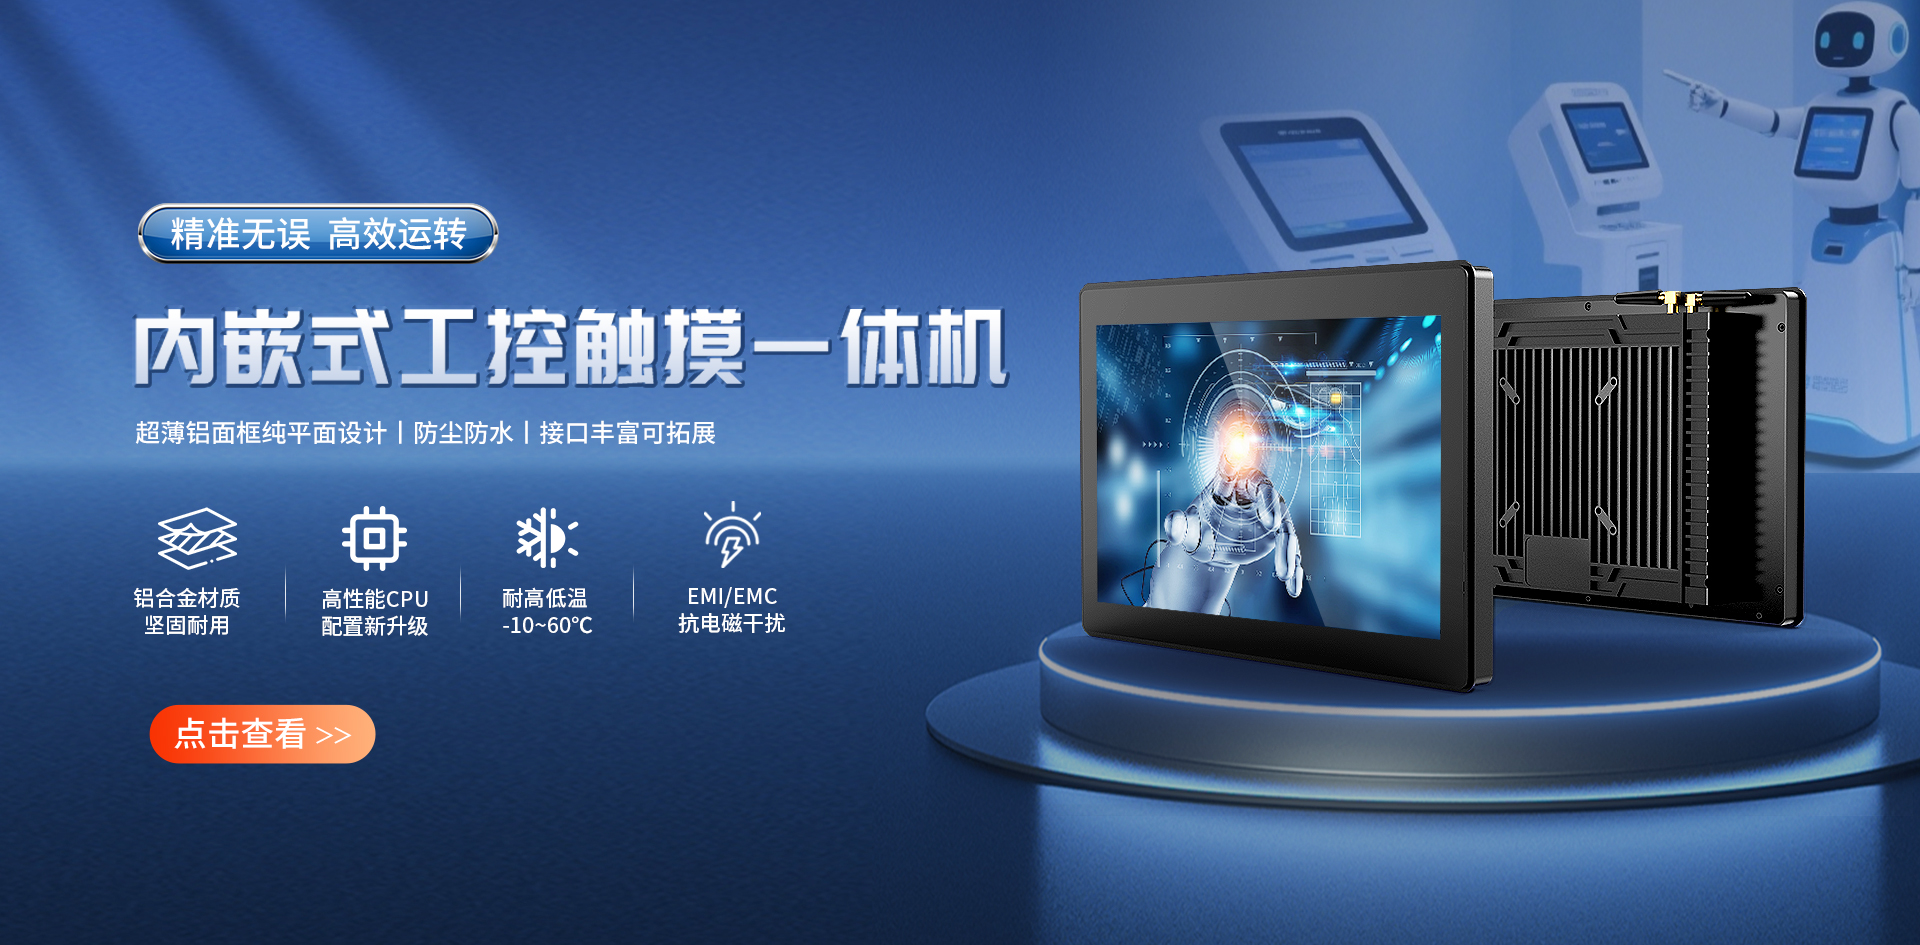 精准无误 高效运转
内嵌式工控触摸一体机
超薄铝面框纯平面设计丨防尘防水丨接口丰富可拓展
铝合金材质
坚固耐用
高性能CPU
配置新升级
耐高低温
-10~60℃
EMI/EMC
抗电磁干扰
点击查看 >>